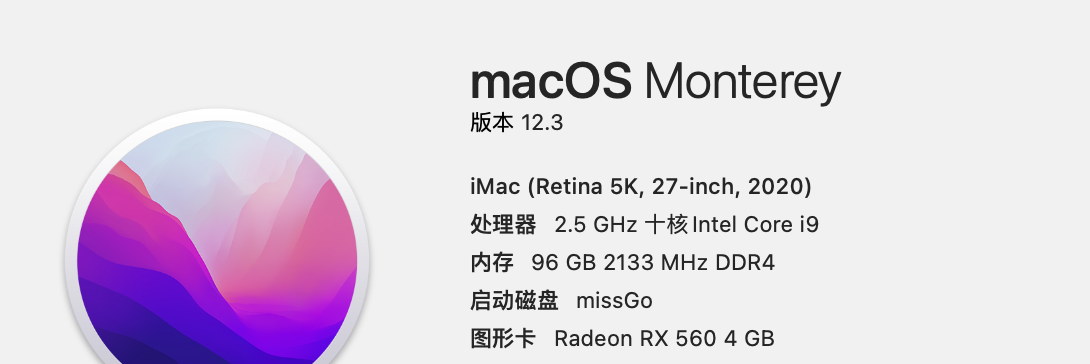 macOS Monterey
版本 12.3
iMac (Retina 5K, 27-inch, 2020)
处理器 2.5 GHz 十核Intel Core i9
内存 96 GB 2133 MHz DDR4
启动磁盘 missGo
图形卡 Radeon RX 560 4 GB